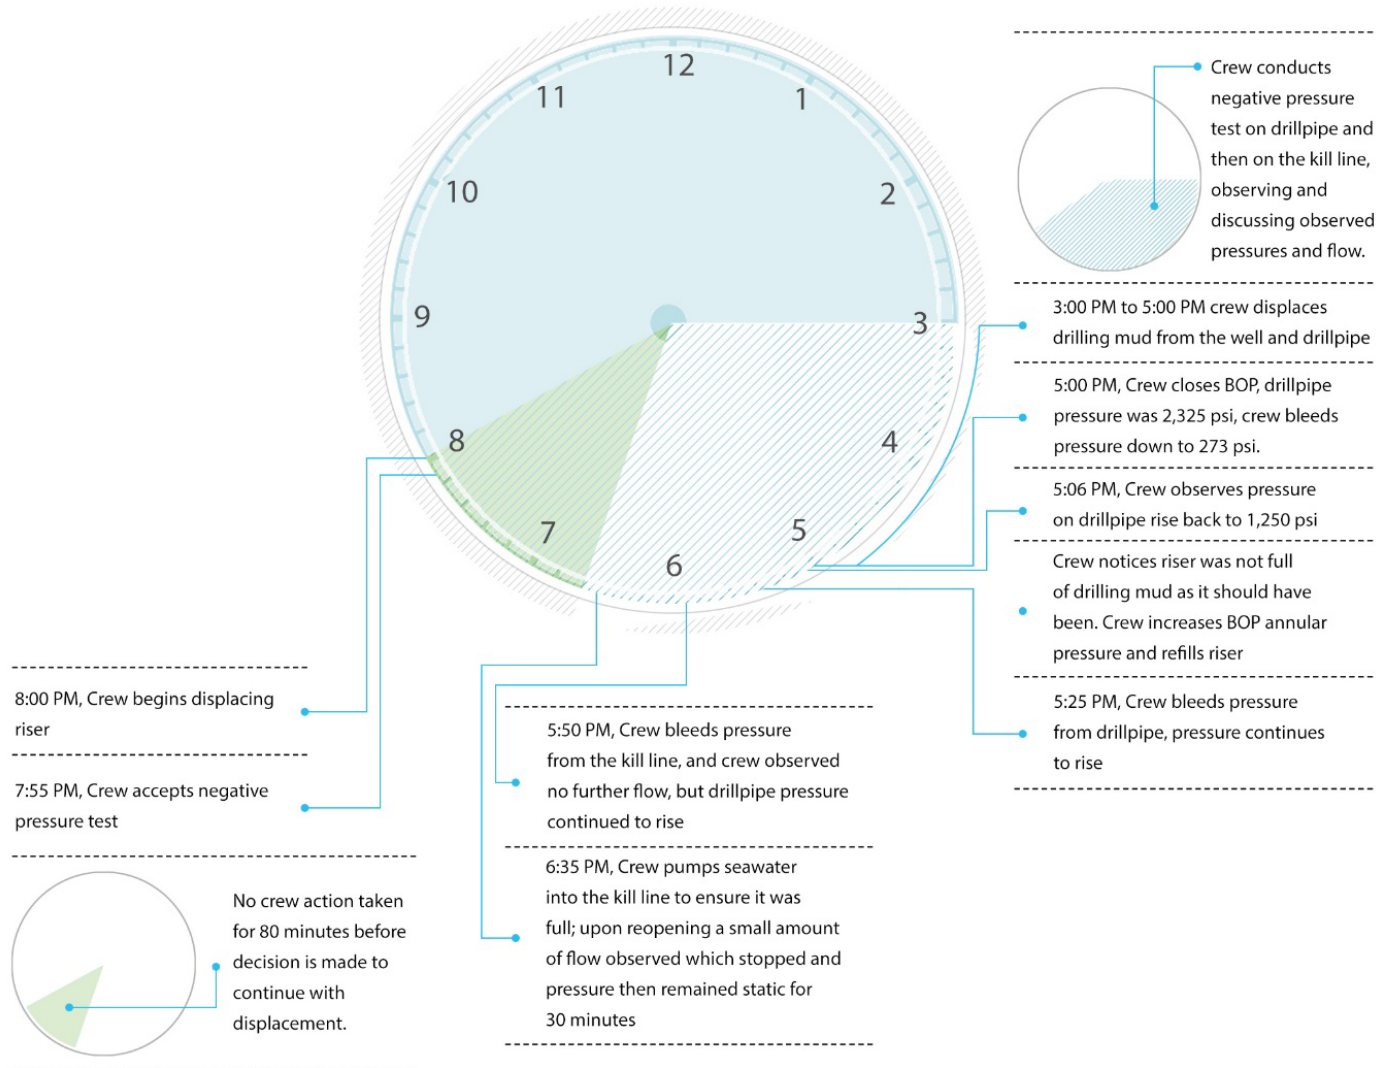 12
1
2
3
4
5
6
7
8
9
10
11
Crew conducts
negative pressure
test on drillpipe and
then on the kill line,
observing and
discussing observed
pressures and flow.
3:00 PM to 5:00 PM crew displaces
drilling mud from the well and drillpipe
5:00 PM, Crew closes BOP, drillpipe
pressure was 2,325 psi, crew bleeds
pressure down to 273 psi.
5:06 PM, Crew observes pressure
on drillpipe rise back to 1,250 psi
Crew notices riser was not full
of drilling mud as it should have
been. Crew increases BOP annular
pressure and refills riser
5:25 PM, Crew bleeds pressure
from drillpipe, pressure continues
to rise
5:50 PM, Crew bleeds pressure
from the kill line, and crew observed
no further flow, but drillpipe pressure
continued to rise
6:35 PM, Crew pumps seawater
into the kill line to ensure it was
full; upon reopening a small amount
of flow observed which stopped and
pressure then remained static for
30 minutes
8:00 PM, Crew begins displacing
riser
7:55 PM, Crew accepts negative
pressure test
No crew action taken
for 80 minutes before
decision is made to
continue with
displacement.